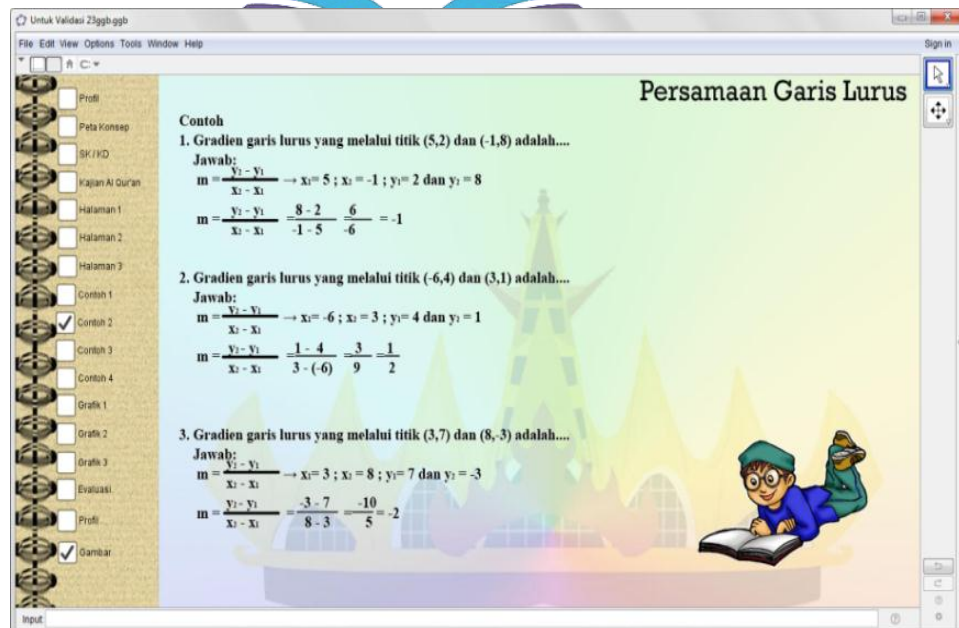 Untuk Validasi 23ggb.ggb
File Edit View Options Tools Window Help
Sign in
Persamaan Garis Lurus
Profil
Peta Konsep
SK / KD
Kajian Al Qur'an
Halaman 1
Halaman 2
Halaman 3
Contoh 1
Contoh 2
Contoh 3
Contoh 4
Grafik 1
Grafik 2
Grafik 3
Evaluasi
Profil
Gambar
Contoh
1. Gradien garis lurus yang melalui titik (5,2) dan (-1,8) adalah....
Jawab:
m = y₂ - y₁ / x₂ - x₁ → x₁= 5 ; x₂ = -1 ; y₁= 2 dan y₂ = 8
m = y₂ - y₁ / x₂ - x₁ = 8 - 2 / -1 - 5 = 6 / -6 = -1
2. Gradien garis lurus yang melalui titik (-6,4) dan (3,1) adalah....
Jawab:
m = y₂ - y₁ / x₂ - x₁ → x₁= -6 ; x₂ = 3 ; y₁= 4 dan y₂ = 1
m = y₂ - y₁ / x₂ - x₁ = 1 - 4 / 3 - (-6) = 3 / 9 = 1 / 2
3. Gradien garis lurus yang melalui titik (3,7) dan (8,-3) adalah....
Jawab:
m = y₂ - y₁ / x₂ - x₁ → x₁= 3 ; x₂ = 8 ; y₁= 7 dan y₂ = -3
m = y₂ - y₁ / x₂ - x₁ = -3 - 7 / 8 - 3 = -10 / 5 = -2
Input